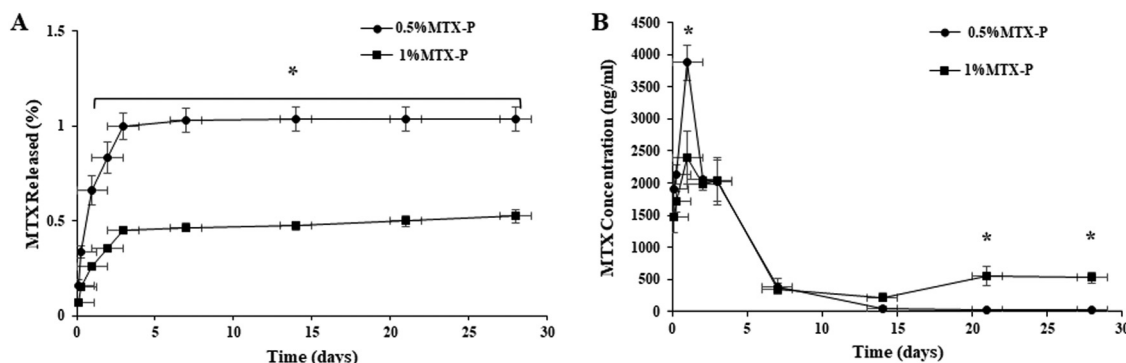 A
1.5
1
0.5
0
MTX Released (%)
0.5%MTX-P
1%MTX-P
*
0 5 10 15 20 25 30
Time (days)
B
4500
4000
3500
3000
2500
2000
1500
1000
500
0
MTX Concentration (ng/ml)
*
0.5%MTX-P
1%MTX-P
* *
0 5 10 15 20 25 30
Time (days)